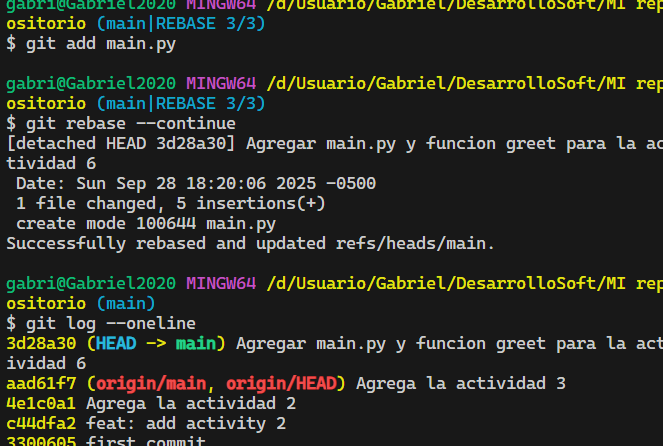 gabri@Gabriel2020 MINGW64 /d/Usuario/Gabriel/DesarrolloSoft/MI rep
ositorio (main|REBASE 3/3)
$ git add main.py
gabri@Gabriel2020 MINGW64 /d/Usuario/Gabriel/DesarrolloSoft/MI rep
ositorio (main|REBASE 3/3)
$ git rebase --continue
[detached HEAD 3d28a30] Agregar main.py y funcion greet para la ac
tividad 6
Date: Sun Sep 28 18:20:06 2025 -0500
1 file changed, 5 insertions(+)
create mode 100644 main.py
Successfully rebased and updated refs/heads/main.
gabri@Gabriel2020 MINGW64 /d/Usuario/Gabriel/DesarrolloSoft/MI rep
ositorio (main)
$ git log --oneline
3d28a30 (HEAD -> main) Agregar main.py y funcion greet para la act
ividad 6
aad61f7 (origin/main, origin/HEAD) Agrega la actividad 3
4e1c0a1 Agrega la actividad 2
c44dfa2 feat: add activity 2
3300605 first commit